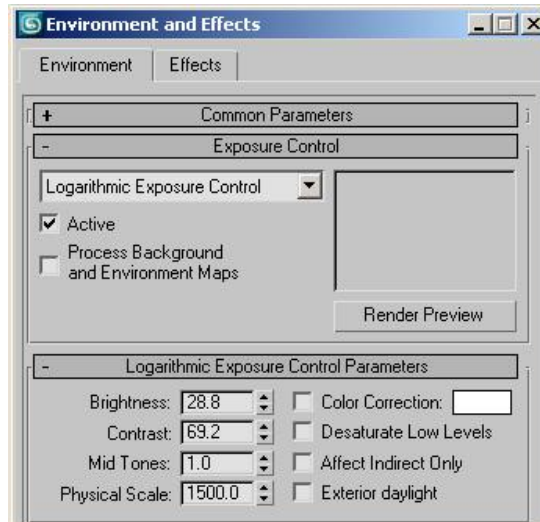 Environment and Effects
Environment Effects
+ Common Parameters
- Exposure Control
Logarithmic Exposure Control
Active
Process Background
and Environment Maps
Render Preview
- Logarithmic Exposure Control Parameters
Brightness: 28.8 Color Correction:
Contrast: 69.2 Desaturate Low Levels
Mid Tones: 1.0 Affect Indirect Only
Physical Scale: 1500.0 Exterior daylight